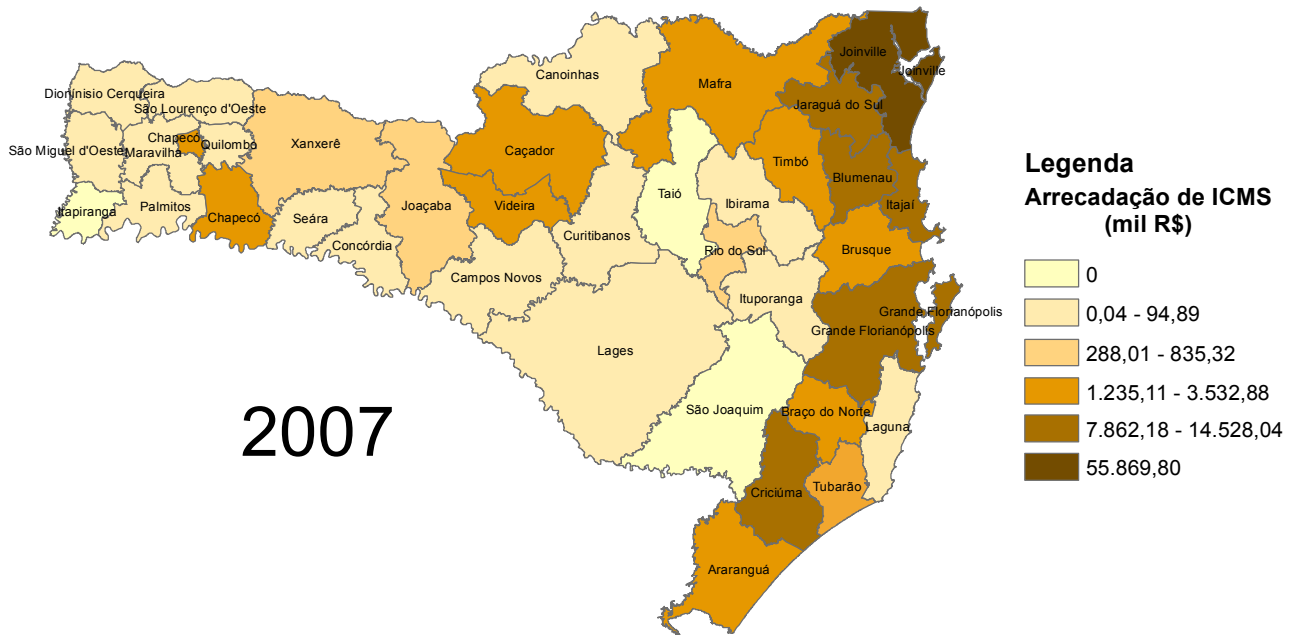 Joinville
Joinville
Canoinhas
Mafra
Dionínisio Cerqueira
São Lourenço d'Oeste
Jaraguá do Sul
Chapecó
Quilombo
Xanxerê
São Miguel d'Oeste
Maravilha
Caçador
Timbó
Blumenau
Taió
Ibirama
Itajaí
Itapiranga
Palmitos
Chapecó
Seára
Joaçaba
Videira
Curitibanos
Rio do Sul
Brusque
Concórdia
Campos Novos
Ituporanga
Grande Florianópolis
Grande Florianópolis
Lages
São Joaquim
Braço do Norte
Laguna
2007
Criciúma
Tubarão
Araranguá
Legenda
Arrecadação de ICMS
(mil R$)
0
0,04 - 94,89
288,01 - 835,32
1.235,11 - 3.532,88
7.862,18 - 14.528,04
55.869,80